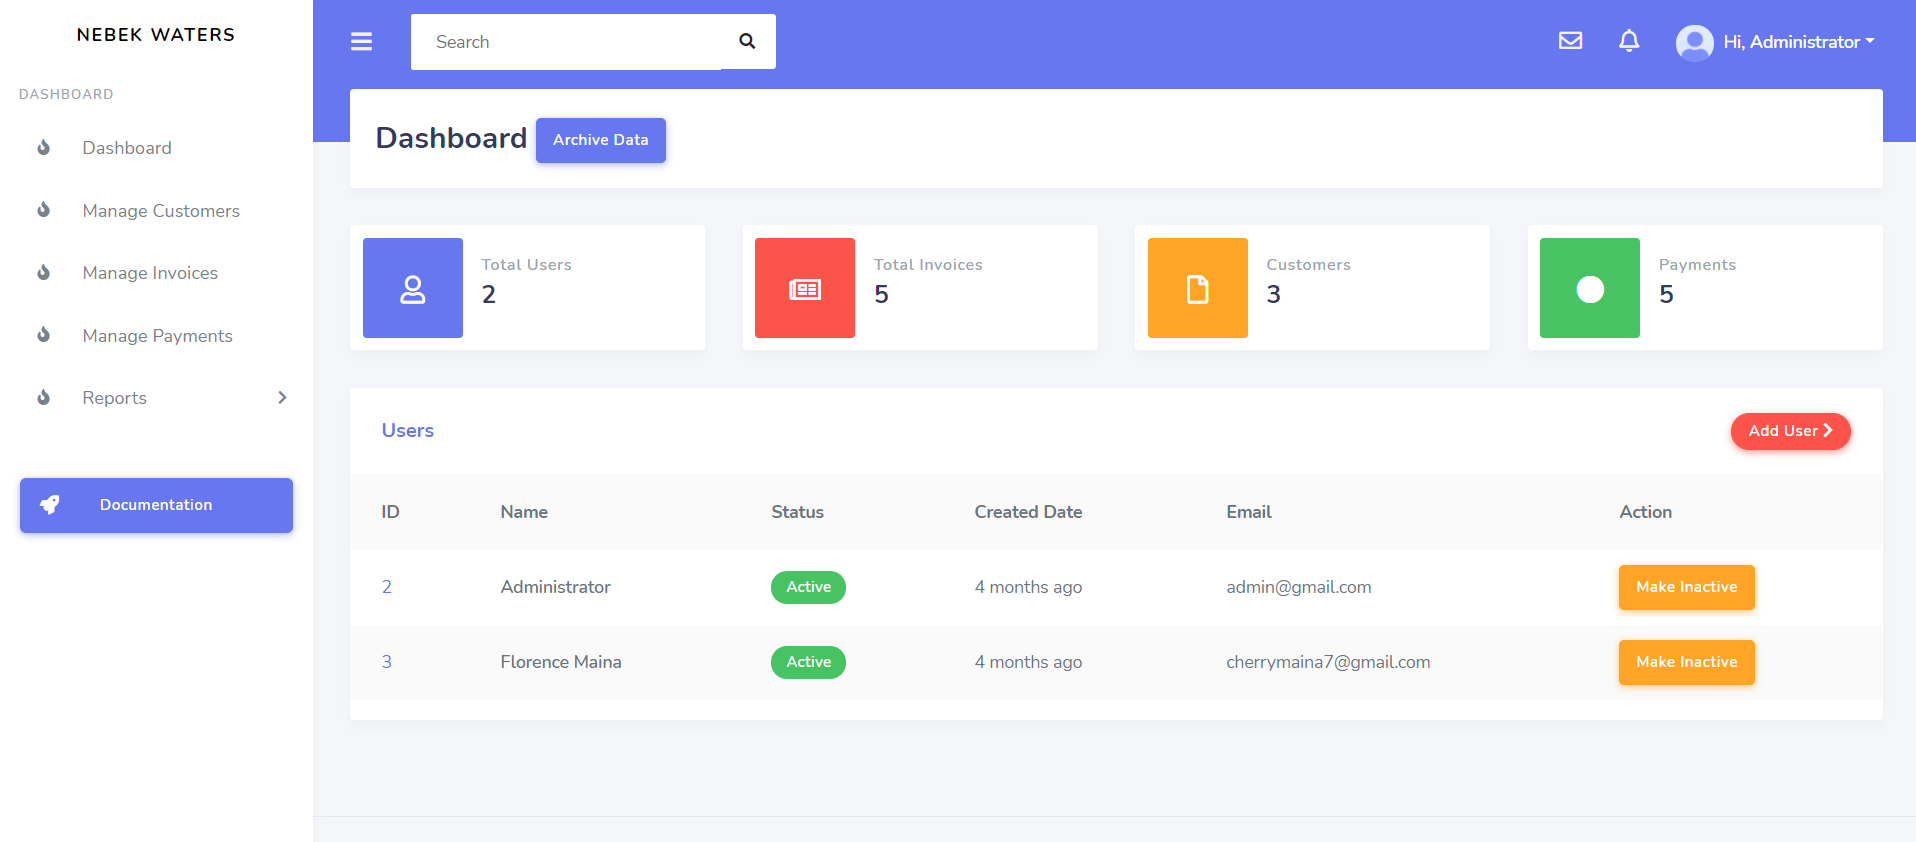 NEBEK WATERS
DASHBOARD
Dashboard
Manage Customers
Manage Invoices
Manage Payments
Reports
Documentation
Search
Hi, Administrator
Dashboard Archive Data
Total Users
2
Total Invoices
5
Customers
3
Payments
5
Users
Add User
ID Name Status Created Date Email Action
2 Administrator Active 4 months ago admin@gmail.com Make Inactive
3 Florence Maina Active 4 months ago cherrymaina7@gmail.com Make Inactive